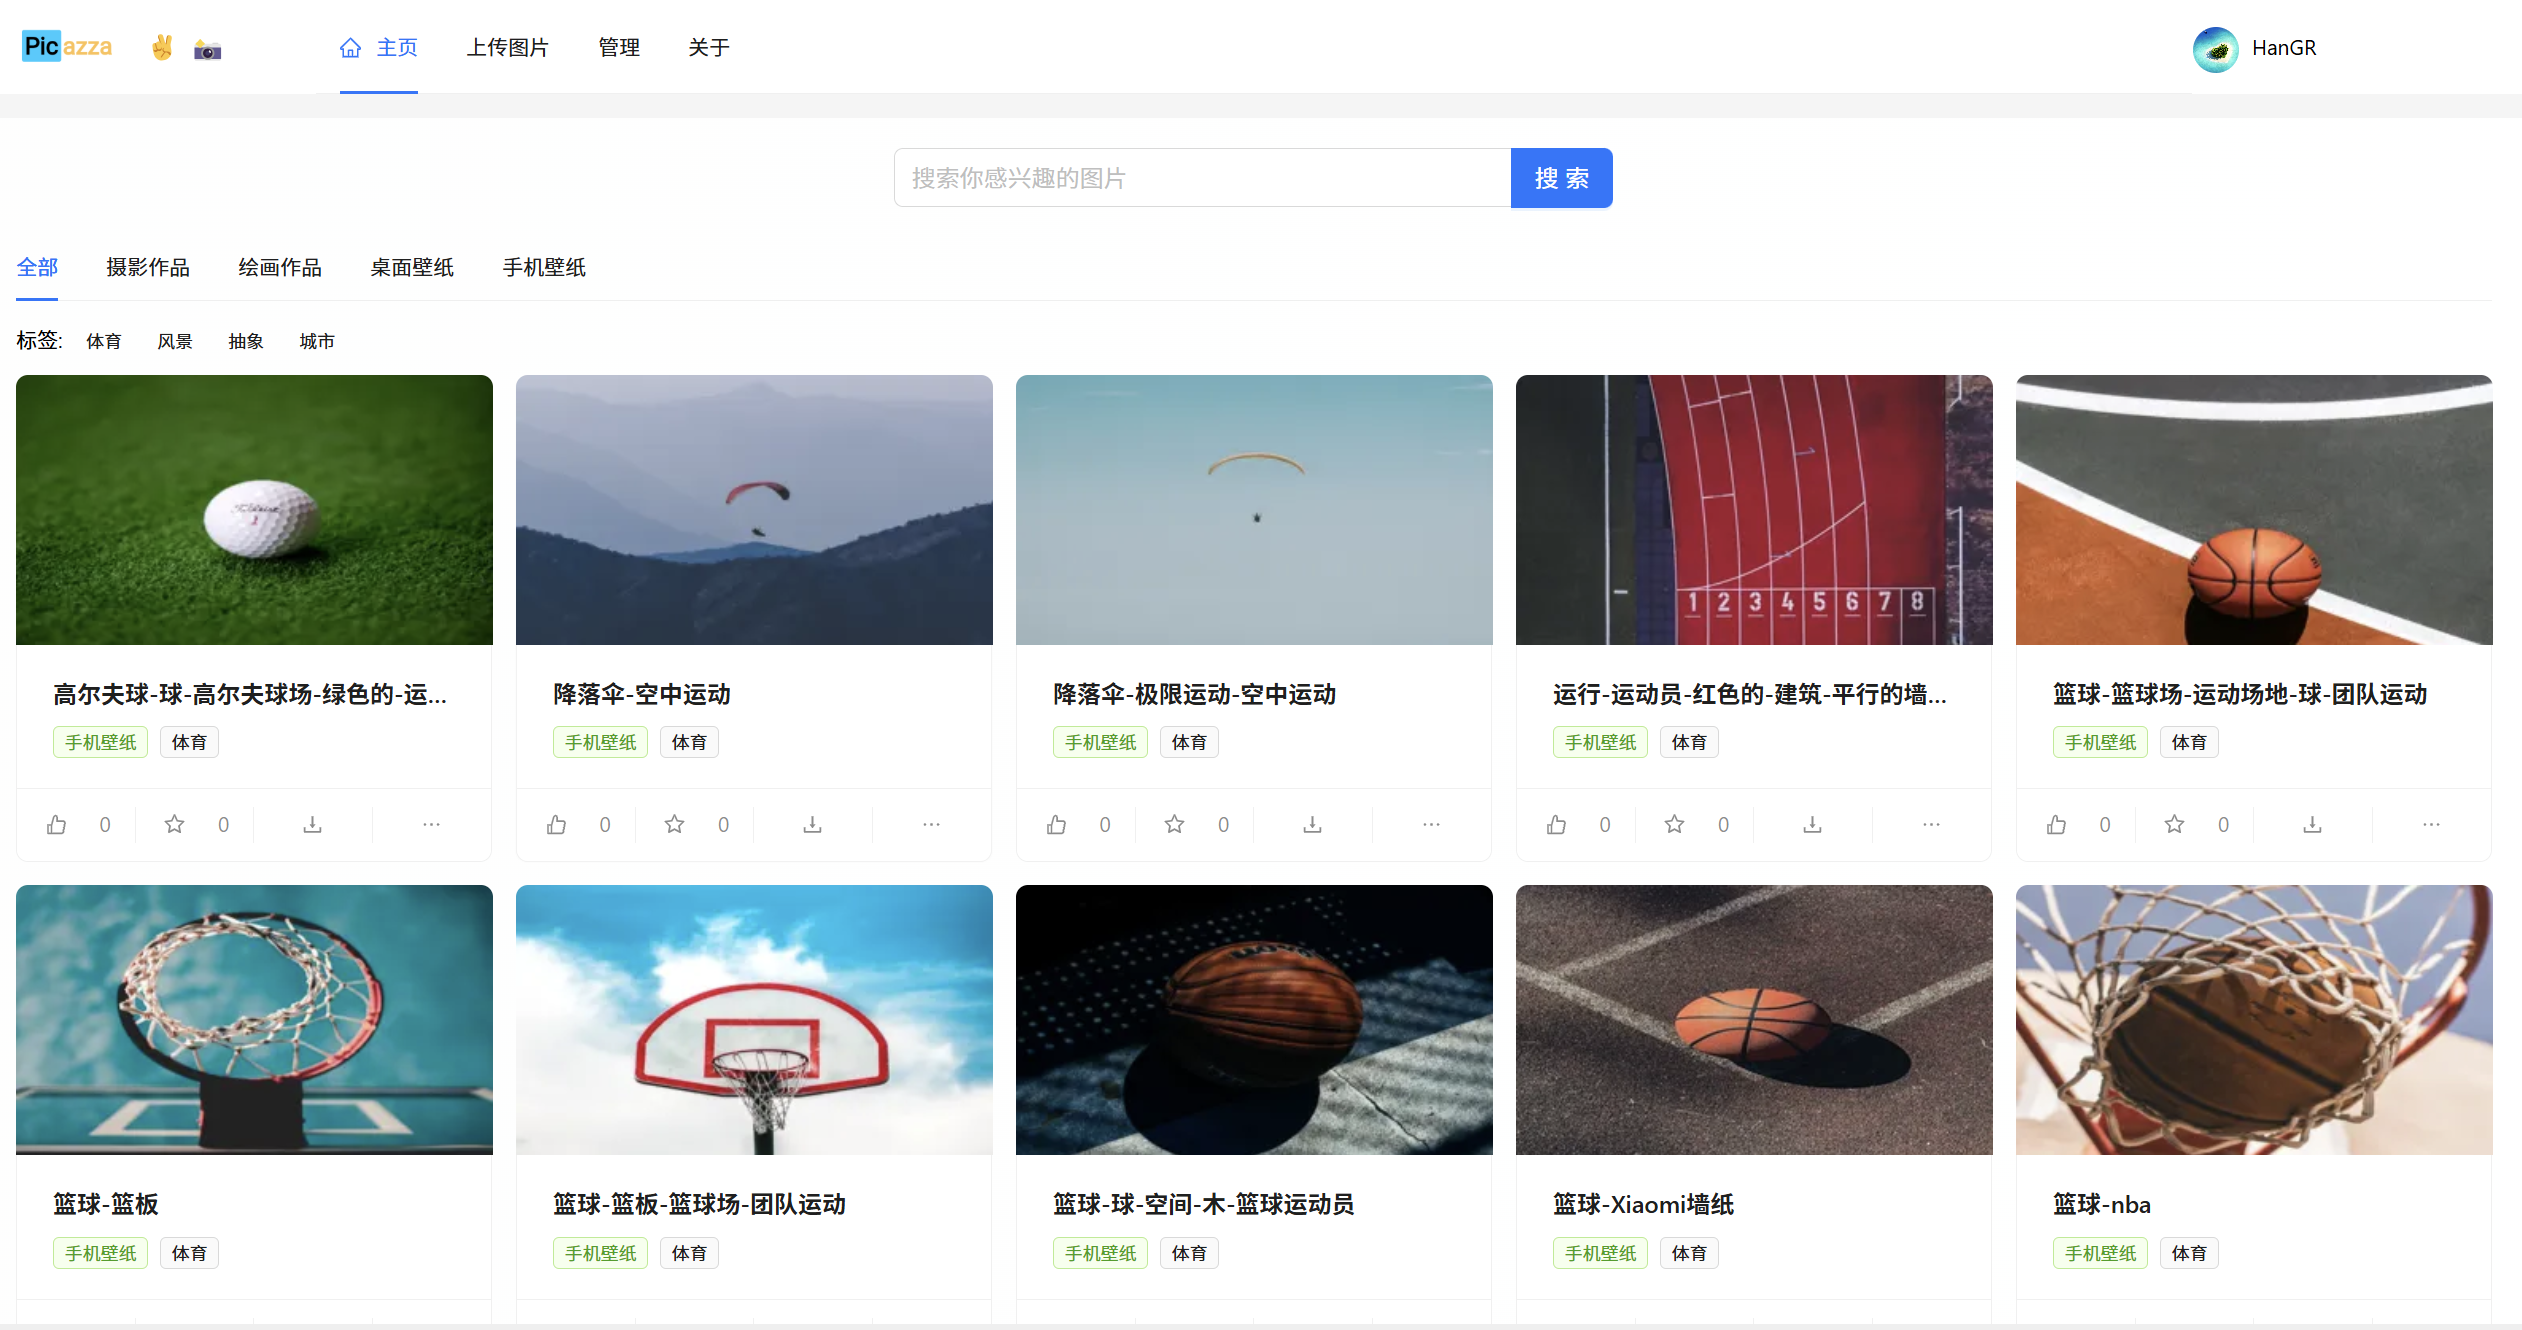 Picazza ✌ 📸 主页 上传图片 管理 关于 HanGR
搜索你感兴趣的图片 搜 索
全部 摄影作品 绘画作品 桌面壁纸 手机壁纸
标签: 体育 风景 抽象 城市
1 2 3 4 5 6 7 8
高尔夫球-球-高尔夫球场-绿色的-运... 降落伞-空中运动 降落伞-极限运动-空中运动 运行-运动员-红色的-建筑-平行的墙... 篮球-篮球场-运动场地-球-团队运动
手机壁纸 体育 手机壁纸 体育 手机壁纸 体育 手机壁纸 体育 手机壁纸 体育
0 0 ... 0 0 ... 0 0 ... 0 0 ... 0 0 ...
篮球-篮板 篮球-篮板-篮球场-团队运动 篮球-球-空间-木-篮球运动员 篮球-Xiaomi墙纸 篮球-nba
手机壁纸 体育 手机壁纸 体育 手机壁纸 体育 手机壁纸 体育 手机壁纸 体育